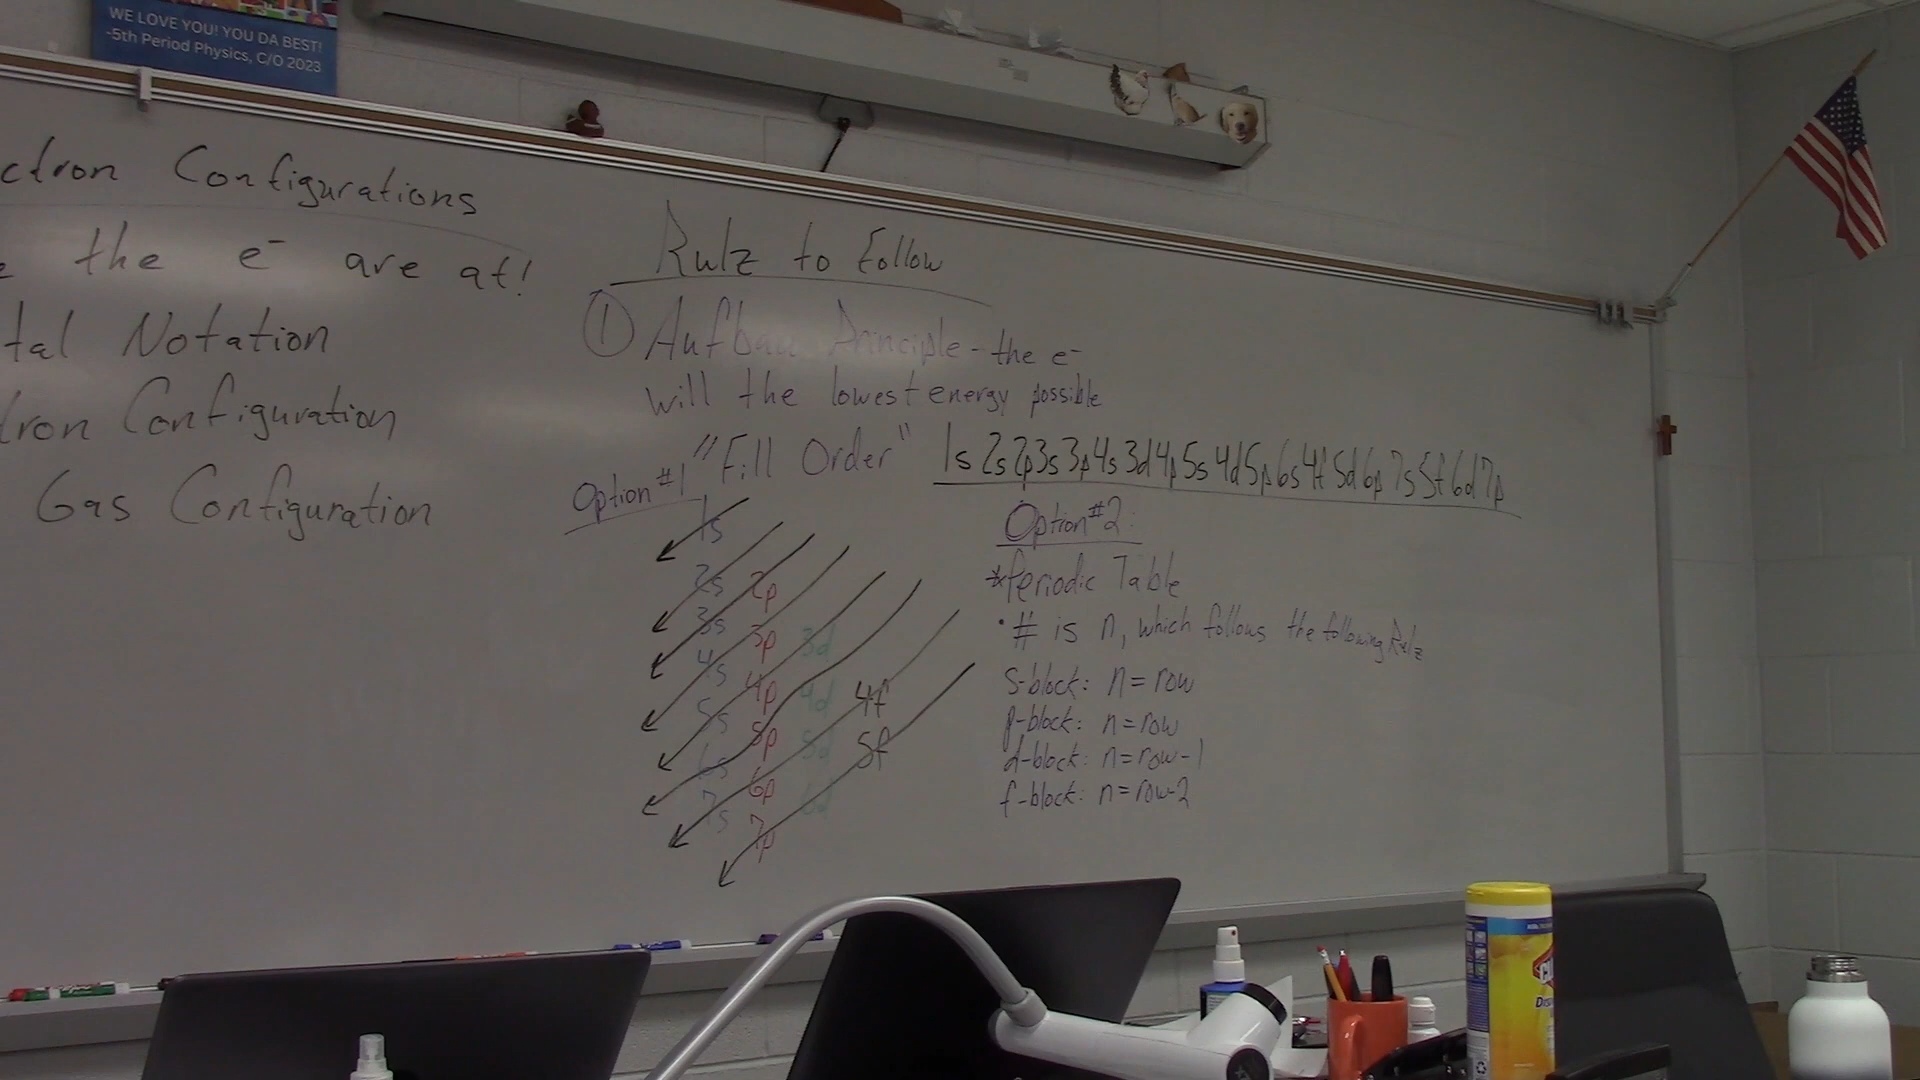 WE LOVE YOU! YOU DA BEST!
-5th Period Physics, C/O 2023
ctron Configurations
e the e⁻ are at!
tal Notation
tron Configuration
Gas Configuration
Rulz to Follow
① Aufbau Principle - the e⁻
will the lowest energy possible
"Fill Order" 1s 2s 2p 3s 3p 4s 3d 4p 5s 4d 5p 6s 4f 5d 6p 7s 5f 6d 7p
Option #1
1s
2s 2p
3s 3p 3d
4s 4p 4d 4f
5s 5p 5d 5f
6s 6p 6d
7s 7p
Option #2:
*Periodic Table
• # is n, which follows the following Rulz
s-block: n = row
p-block: n = row
d-block: n = row-1
f-block: n = row-2